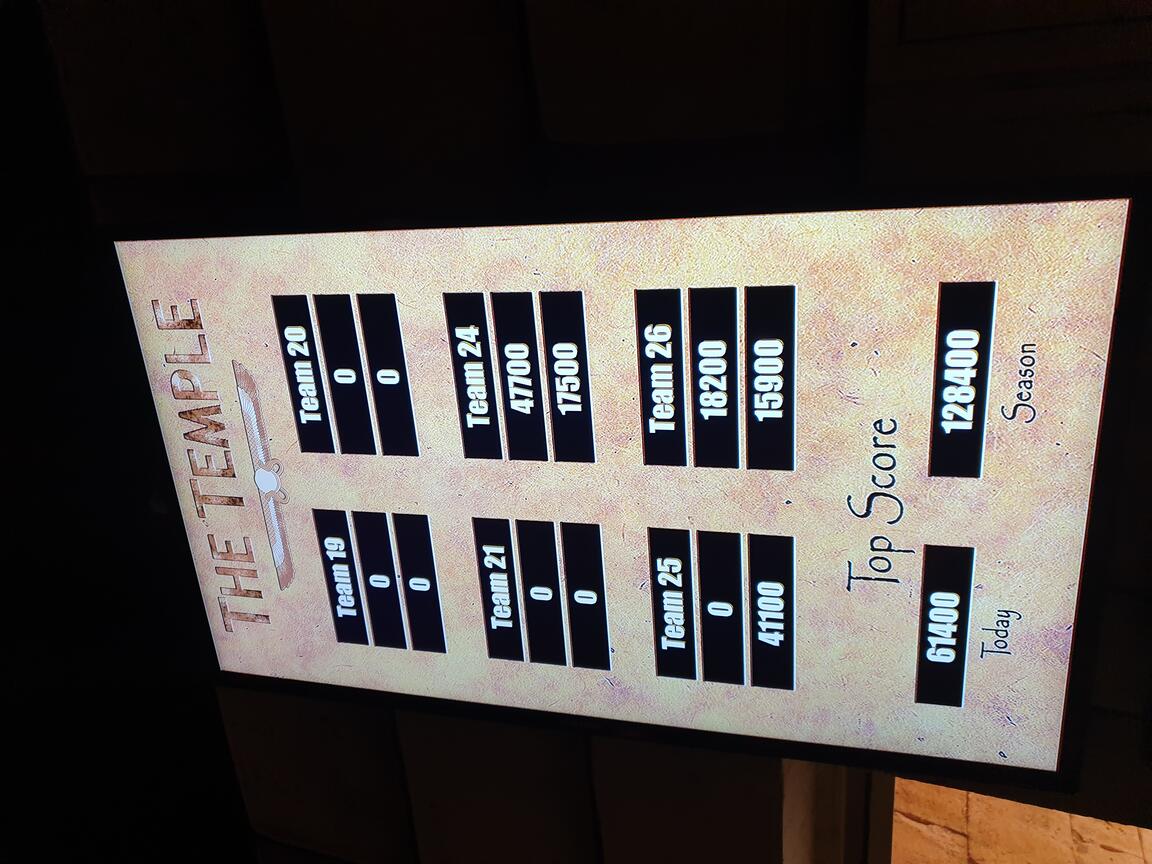 THE TEMPLE
Team 19
0
0
Team 20
0
0
Team 21
0
0
Team 24
47700
17500
Team 25
0
41100
Team 26
18200
15900
Top Score
61400
Today
128400
Season